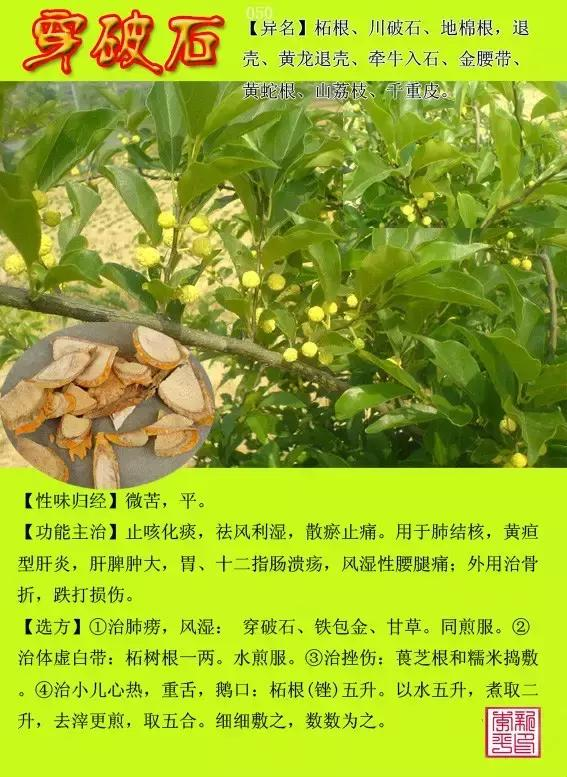 050
穿破石
【异名】柘根、川破石、地棉根，退
壳、黄龙退壳、牵牛入石、金腰带、
黄蛇根、山荔枝、千重皮。
【性味归经】微苦，平。
【功能主治】止咳化痰，祛风利湿，散瘀止痛。用于肺结核，黄疸
型肝炎，肝脾肿大，胃、十二指肠溃疡，风湿性腰腿痛；外用治骨
折，跌打损伤。
【选方】①治肺痨，风湿： 穿破石、铁包金、甘草。同煎服。②
治体虚白带：柘树根一两。水煎服。③治挫伤：葨芝根和糯米捣敷
。④治小儿心热，重舌，鹅口：柘根(锉)五升。以水五升，煮取二
升，去滓更煎，取五合。细细敷之，数数为之。